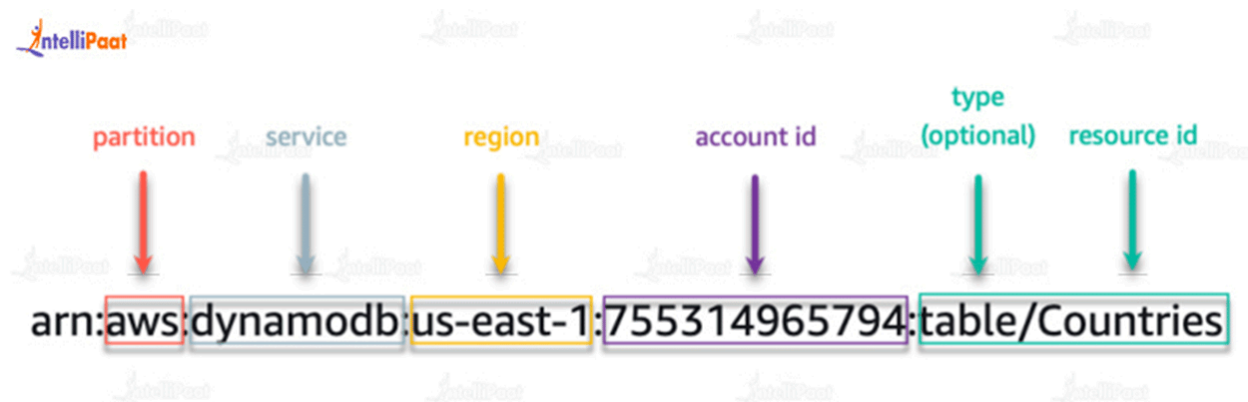 IntelliPaat
type
partition service region account id (optional) resource id
arn:aws:dynamodb:us-east-1:755314965794:table/Countries